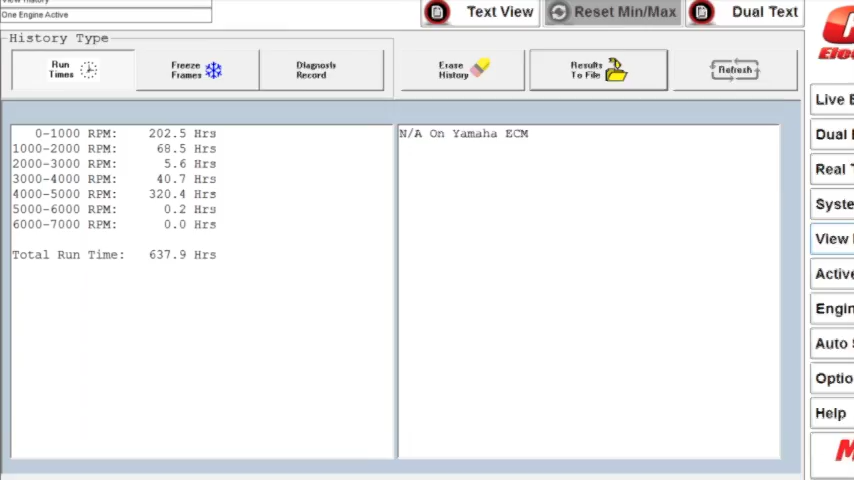 View History
One Engine Active
Text View
Reset Min/Max
Dual Text
History Type
Run Times
Freeze Frames
Diagnosis Record
Erase History
Results To File
Refresh
0-1000 RPM: 202.5 Hrs
1000-2000 RPM: 68.5 Hrs
2000-3000 RPM: 5.6 Hrs
3000-4000 RPM: 40.7 Hrs
4000-5000 RPM: 320.4 Hrs
5000-6000 RPM: 0.2 Hrs
6000-7000 RPM: 0.0 Hrs
Total Run Time: 637.9 Hrs
N/A On Yamaha ECM
Live
Dual
Real
Syste
View
Active
Engin
Auto
Optio
Help